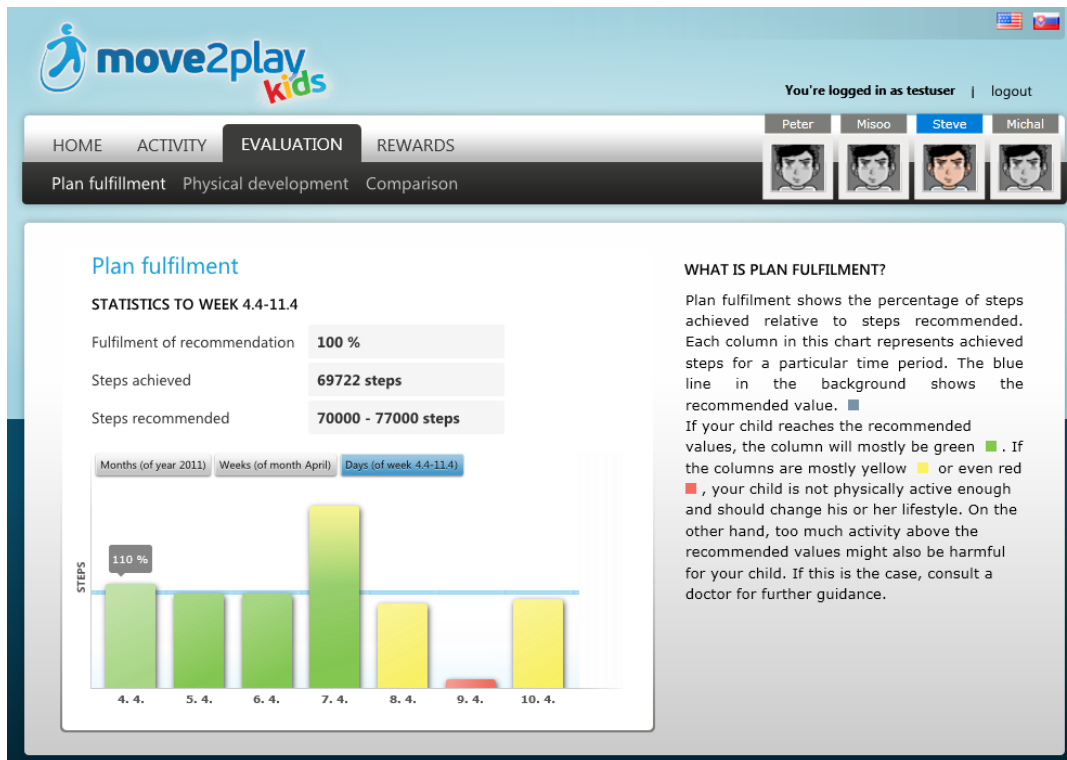 move2play
kids
You're logged in as testuser | logout
Peter Misoo Steve Michal
HOME ACTIVITY EVALUATION REWARDS
Plan fulfillment Physical development Comparison
Plan fulfilment
STATISTICS TO WEEK 4.4-11.4
Fulfilment of recommendation 100 %
Steps achieved 69722 steps
Steps recommended 70000 - 77000 steps
Months (of year 2011) Weeks (of month April) Days (of week 4.4-11.4)
110 %
STEPS
4. 4. 5. 4. 6. 4. 7. 4. 8. 4. 9. 4. 10. 4.
WHAT IS PLAN FULFILMENT?
Plan fulfilment shows the percentage of steps
achieved relative to steps recommended.
Each column in this chart represents achieved
steps for a particular time period. The blue
line in the background shows the
recommended value.
If your child reaches the recommended
values, the column will mostly be green . If
the columns are mostly yellow or even red
, your child is not physically active enough
and should change his or her lifestyle. On the
other hand, too much activity above the
recommended values might also be harmful
for your child. If this is the case, consult a
doctor for further guidance.